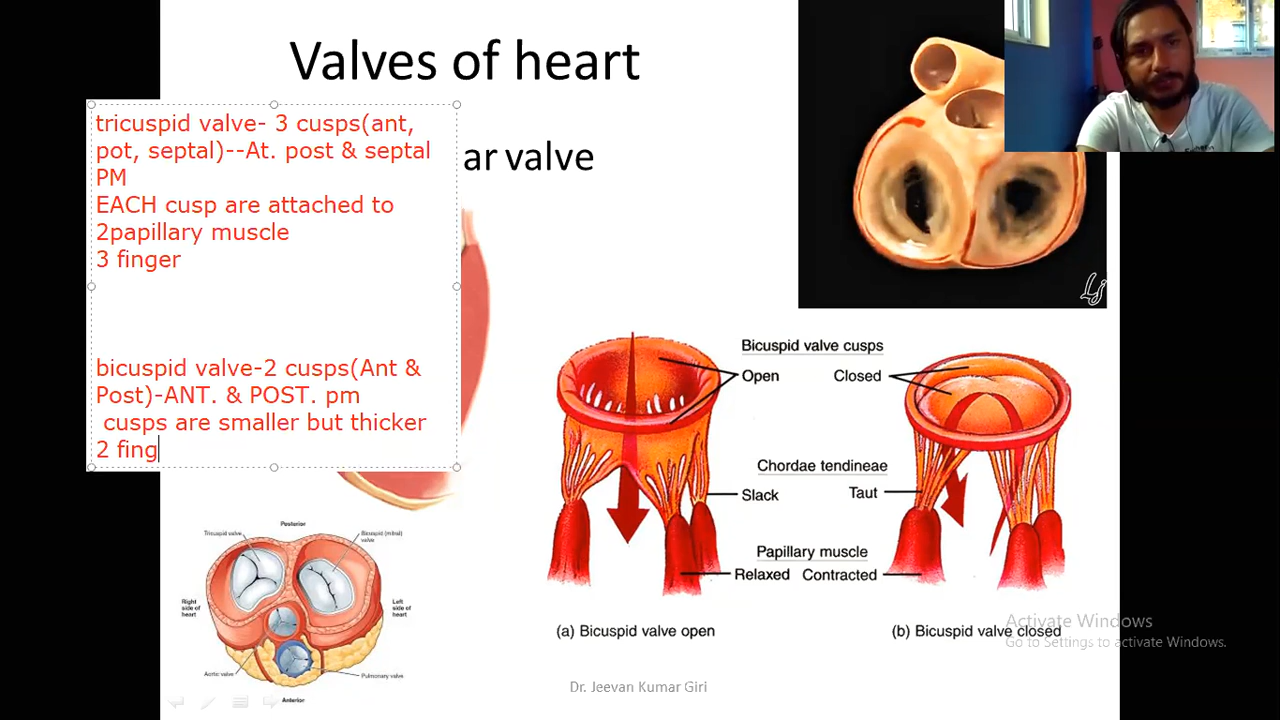 Valves of heart
tricuspid valve- 3 cusps(ant,
pot, septal)--At. post & septal
PM
EACH cusp are attached to
2papillary muscle
3 finger
ar valve
bicuspid valve-2 cusps(Ant &
Post)-ANT. & POST. pm
cusps are smaller but thicker
2 fing
Bicuspid valve cusps
Open
Closed
Chordae tendineae
Slack
Taut
Papillary muscle
Relaxed
Contracted
(a) Bicuspid valve open
(b) Bicuspid valve closed
Posterior
Tricuspid valve
Bicuspid (mitral)
valve
Right
side of
heart
Left
side of
heart
Aortic valve
Pulmonary valve
Anterior
Activate Windows
Go to Settings to activate Windows.
Dr. Jeevan Kumar Giri